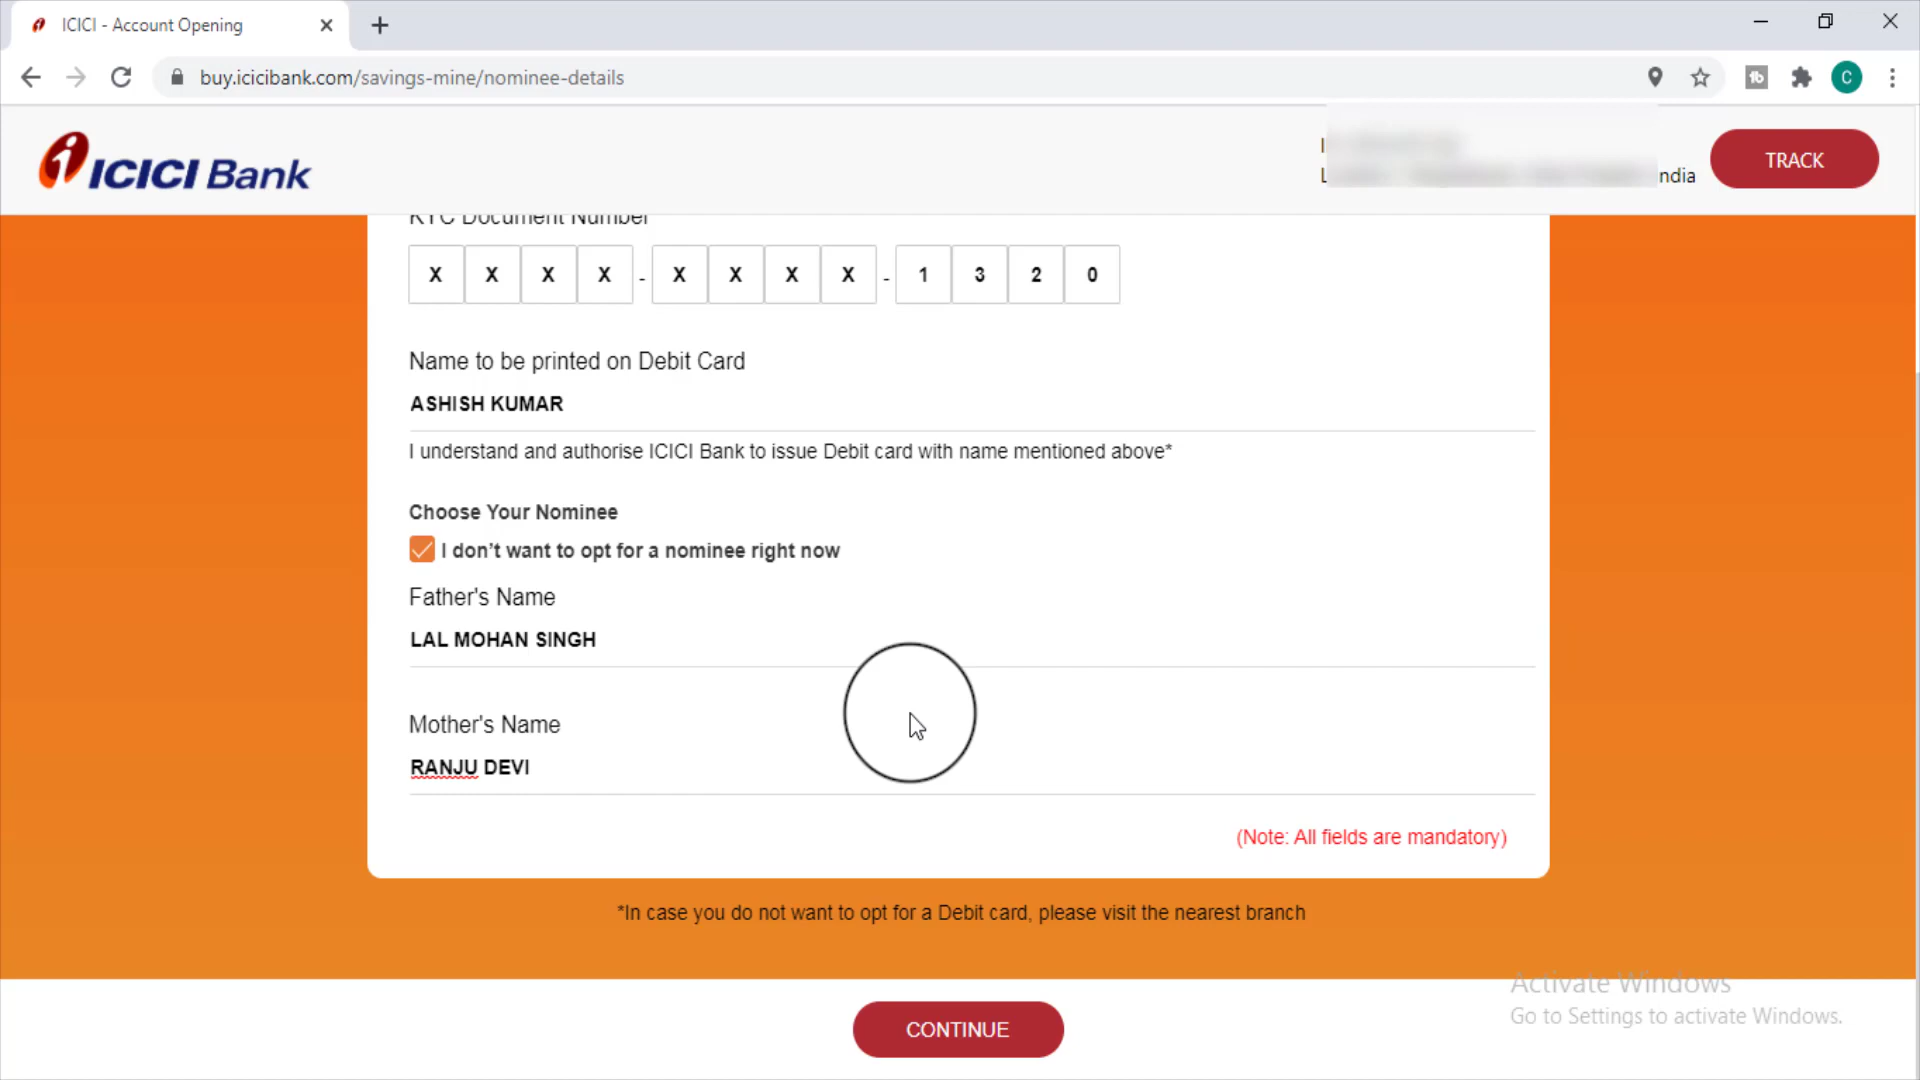 ICICI - Account Opening
buy.icicibank.com/savings-mine/nominee-details
C
ICICI Bank
ndia
TRACK
KYC Document Number
X X X X - X X X X - 1 3 2 0
Name to be printed on Debit Card
ASHISH KUMAR
I understand and authorise ICICI Bank to issue Debit card with name mentioned above*
Choose Your Nominee
I don't want to opt for a nominee right now
Father's Name
LAL MOHAN SINGH
Mother's Name
RANJU DEVI
(Note: All fields are mandatory)
*In case you do not want to opt for a Debit card, please visit the nearest branch
Activate Windows
Go to Settings to activate Windows.
CONTINUE